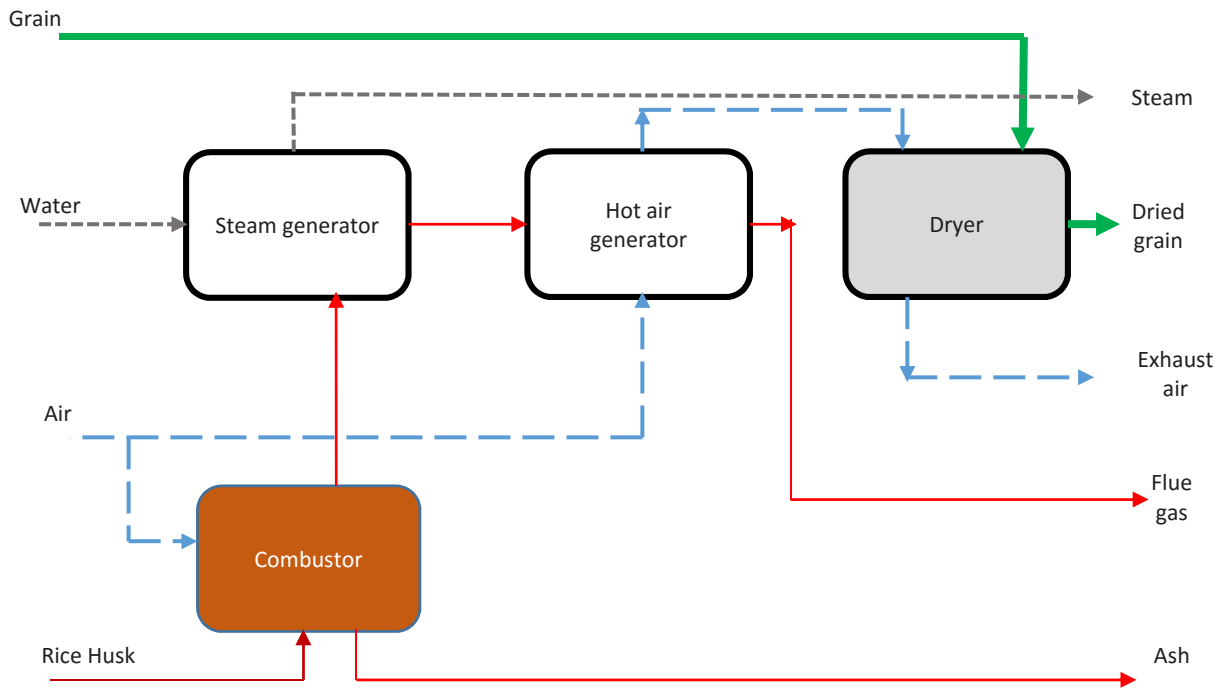 Grain
Steam
Water
Steam generator
Hot air
generator
Dryer
Dried
grain
Exhaust
air
Air
Flue
gas
Combustor
Rice Husk
Ash